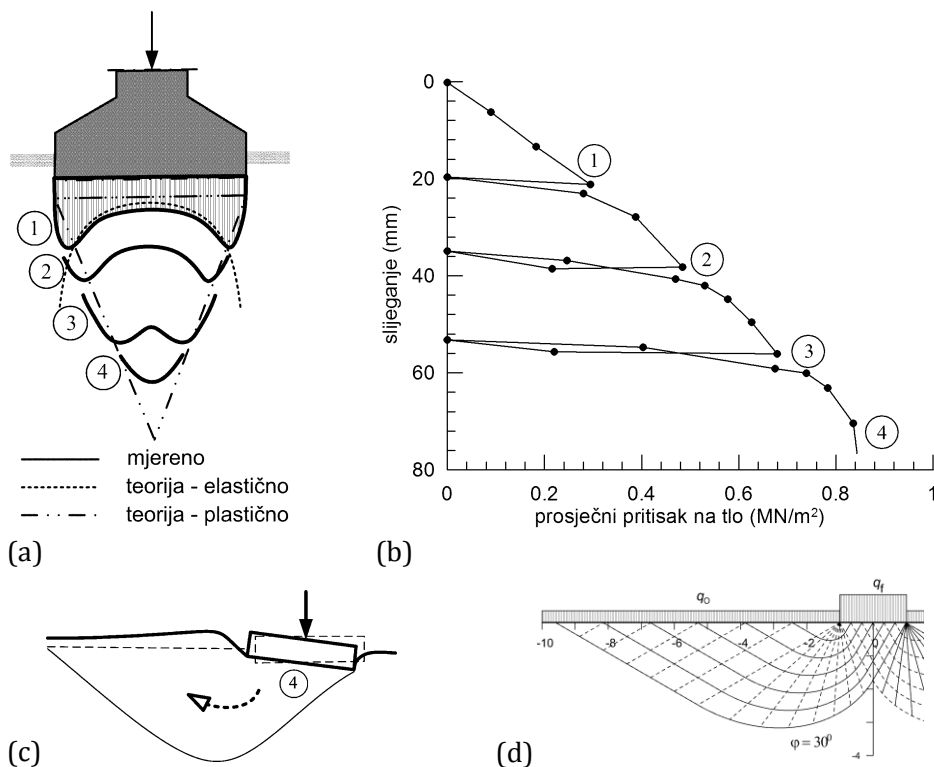 (a)
1
2
3
4
mjereno
teorija - elastično
teorija - plastično
(b)
slijeganje (mm)
0
20
40
60
80
0 0.2 0.4 0.6 0.8 1
prosječni pritisak na tlo (MN/m²)
1
2
3
4
(c)
4
(d)
q₀
qf
-10 -8 -6 -4 -2 0
φ = 30⁰
-4